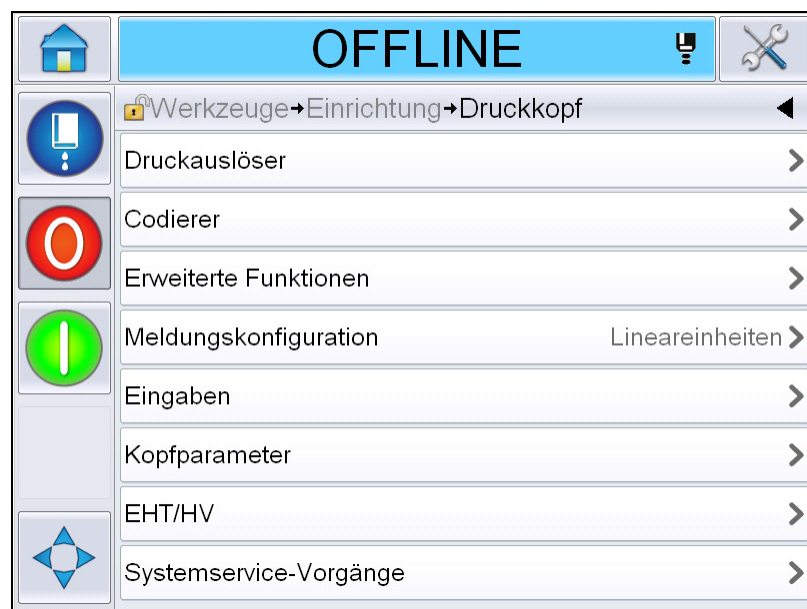 OFFLINE
Werkzeuge→Einrichtung→Druckkopf
Druckauslöser
Codierer
Erweiterte Funktionen
Meldungskonfiguration Lineareinheiten
Eingaben
Kopfparameter
EHT/HV
Systemservice-Vorgänge